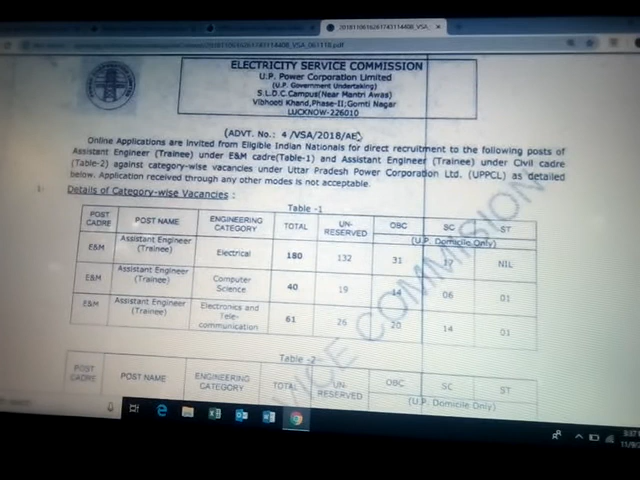 20181106162617431144408_VSA_
20181106162617431144408_VSA_061118.pdf
ELECTRICITY SERVICE COMMISSION
U.P. Power Corporation Limited
(U.P. Government Undertaking)
S.L.D.C.Campus(Near Mantri Awas)
Vibhooti Khand,Phase-II;Gomti Nagar
LUCKNOW-226010
(ADVT. No.: 4 /VSA/2018/AE)
Online Applications are invited from Eligible Indian Nationals for direct recruitment to the following posts of
Assistant Engineer (Trainee) under E&M cadre(Table-1) and Assistant Engineer (Trainee) under Civil cadre
(Table-2) against category-wise vacancies under Uttar Pradesh Power Corporation Ltd. (UPPCL) as detailed
below. Application received through any other modes is not acceptable.
1:
Details of Category-wise Vacancies :
Table -1
POST CADRE POST NAME ENGINEERING CATEGORY TOTAL UN-RESERVED OBC SC ST
(U.P. Domicile Only)
E&M Assistant Engineer (Trainee) Electrical 180 132 31 NIL
E&M Assistant Engineer (Trainee) Computer Science 40 19 14 06 01
E&M Assistant Engineer (Trainee) Electronics and Tele-communication 61 26 20 14 01
Table -2
POST CADRE POST NAME ENGINEERING CATEGORY TOTAL UN-RESERVED OBC SC ST
(U.P. Domicile Only)
VICE COMMISSION